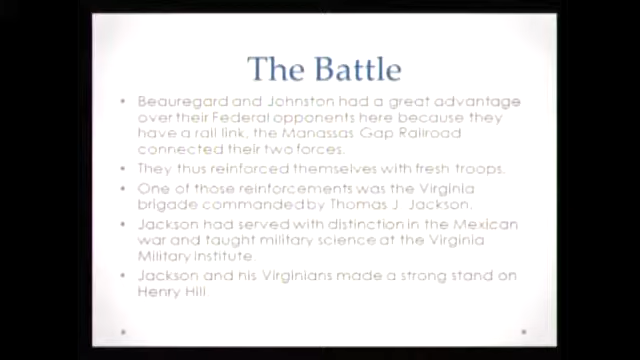 The Battle
• Beauregard and Johnston had a great advantage
over their Federal opponents here because they
have a rail link, the Manassas Gap Railroad
connected their two forces.
• They thus reinforced themselves with fresh troops.
• One of those reinforcements was the Virginia
brigade commanded by Thomas J. Jackson.
• Jackson had served with distinction in the Mexican
war and taught military science at the Virginia
Military Institute.
• Jackson and his Virginians made a strong stand on
Henry Hill